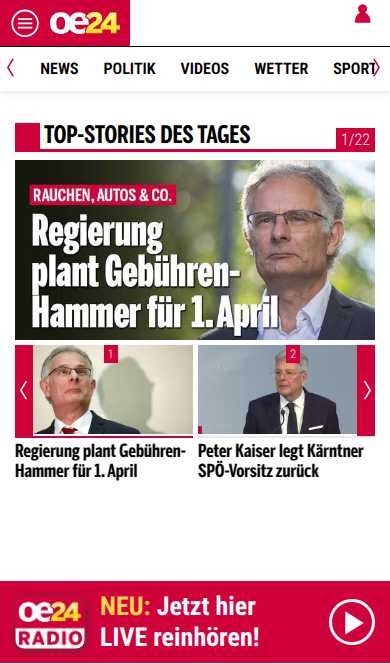 oe24
NEWS POLITIK VIDEOS WETTER SPORT
TOP-STORIES DES TAGES
1/22
RAUCHEN, AUTOS & CO.
Regierung
plant Gebühren-
Hammer für 1. April
1
2
Regierung plant Gebühren-
Hammer für 1. April
Peter Kaiser legt Kärntner
SPÖ-Vorsitz zurück
oe24
RADIO
NEU: Jetzt hier
LIVE reinhören!